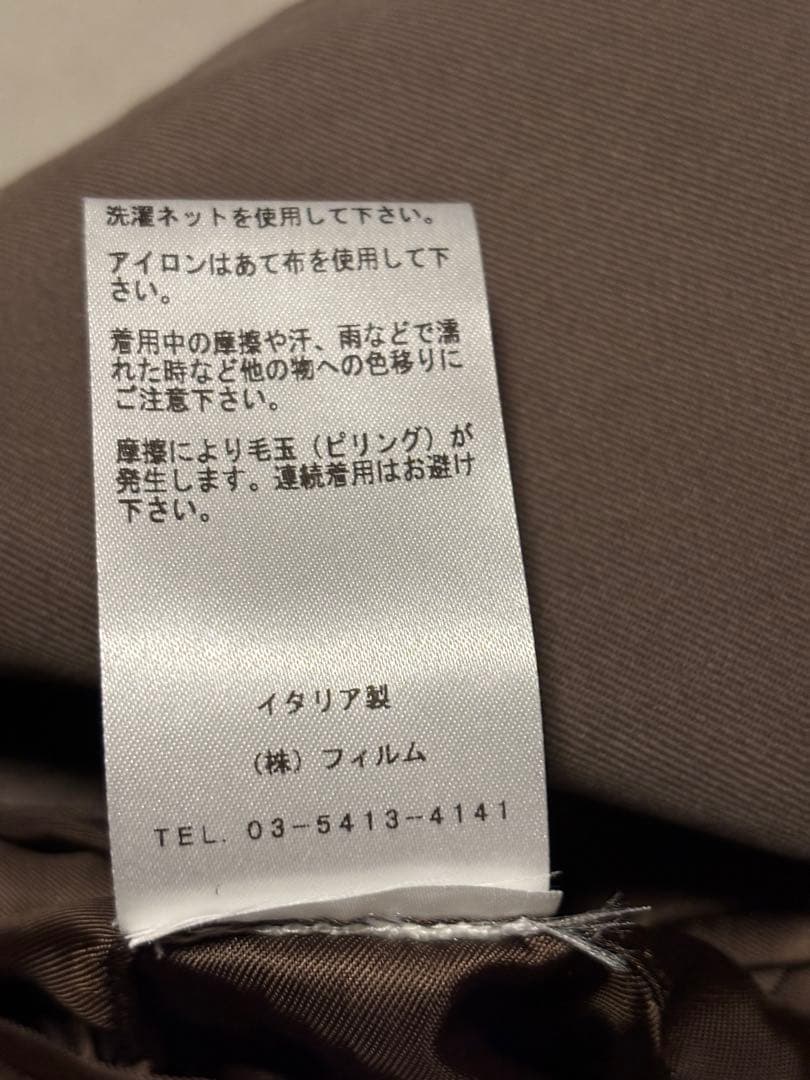 洗濯ネットを使用して下さい。
アイロンはあて布を使用して下
さい。
着用中の摩擦や汗、雨などで濡
れた時など他の物への色移りに
ご注意下さい。
摩擦により毛玉（ピリング）が
発生します。連続着用はお避け
下さい。
イタリア製
（株）フィルム
TEL. 03-5413-4141